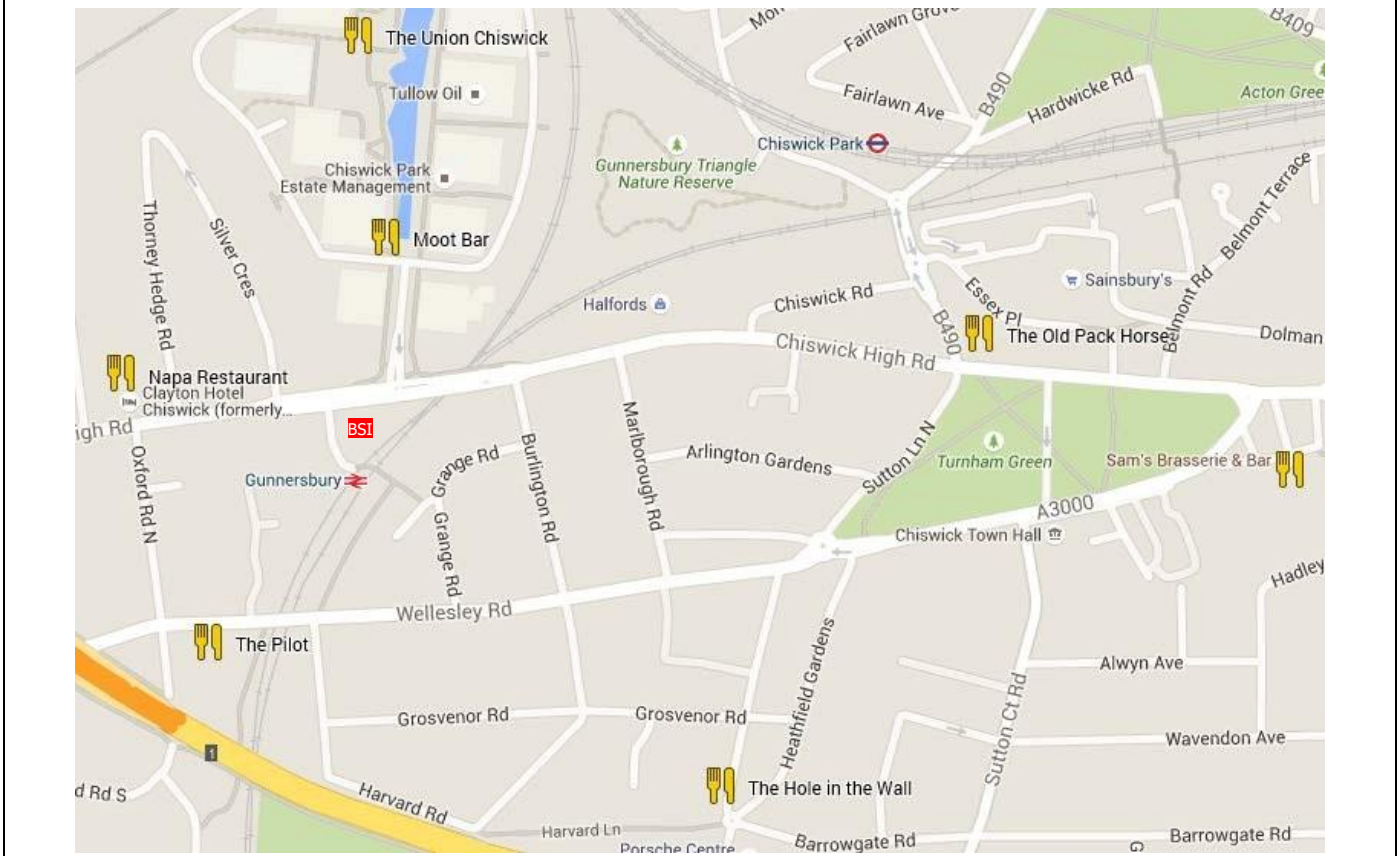 The Union Chiswick
Tullow Oil
Chiswick Park
Estate Management
Moot Bar
Thorney Hedge Rd
Silver Cres
Napa Restaurant
Clayton Hotel
Chiswick (formerly...
igh Rd
BSI
Gunnersbury
Oxford Rd N
Grange Rd
Grange Rd
Burlington Rd
Marlborough Rd
Halfords
Gunnersbury Triangle
Nature Reserve
Chiswick Park
Fairlawn Ave
B490
Hardwicke Rd
B409
Acton Gree
Belmont Terrace
Sainsbury's
Belmont Rd
Chiswick Rd
Essex Pl
B490
The Old Pack Horse
Dolman
Chiswick High Rd
Arlington Gardens
Sutton Ln N
Turnham Green
Sam's Brasserie & Bar
A3000
Chiswick Town Hall
Hadley
Wellesley Rd
The Pilot
Alwyn Ave
Heathfield Gardens
Sutton Ct Rd
Grosvenor Rd
Grosvenor Rd
Wavendon Ave
1
d Rd S
Harvard Rd
The Hole in the Wall
Harvard Ln
Porsche Centre
Barrowgate Rd
G
Barrowgate Rd